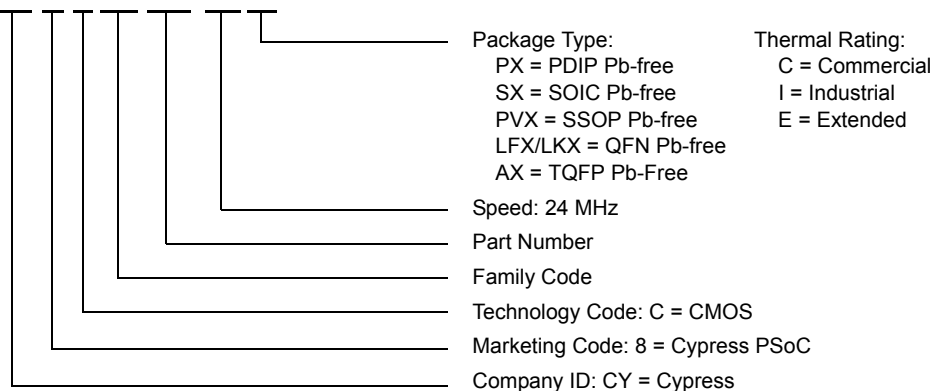 Package Type:
PX = PDIP Pb-free
SX = SOIC Pb-free
PVX = SSOP Pb-free
LFX/LKX = QFN Pb-free
AX = TQFP Pb-Free
Thermal Rating:
C = Commercial
I = Industrial
E = Extended
Speed: 24 MHz
Part Number
Family Code
Technology Code: C = CMOS
Marketing Code: 8 = Cypress PSoC
Company ID: CY = Cypress